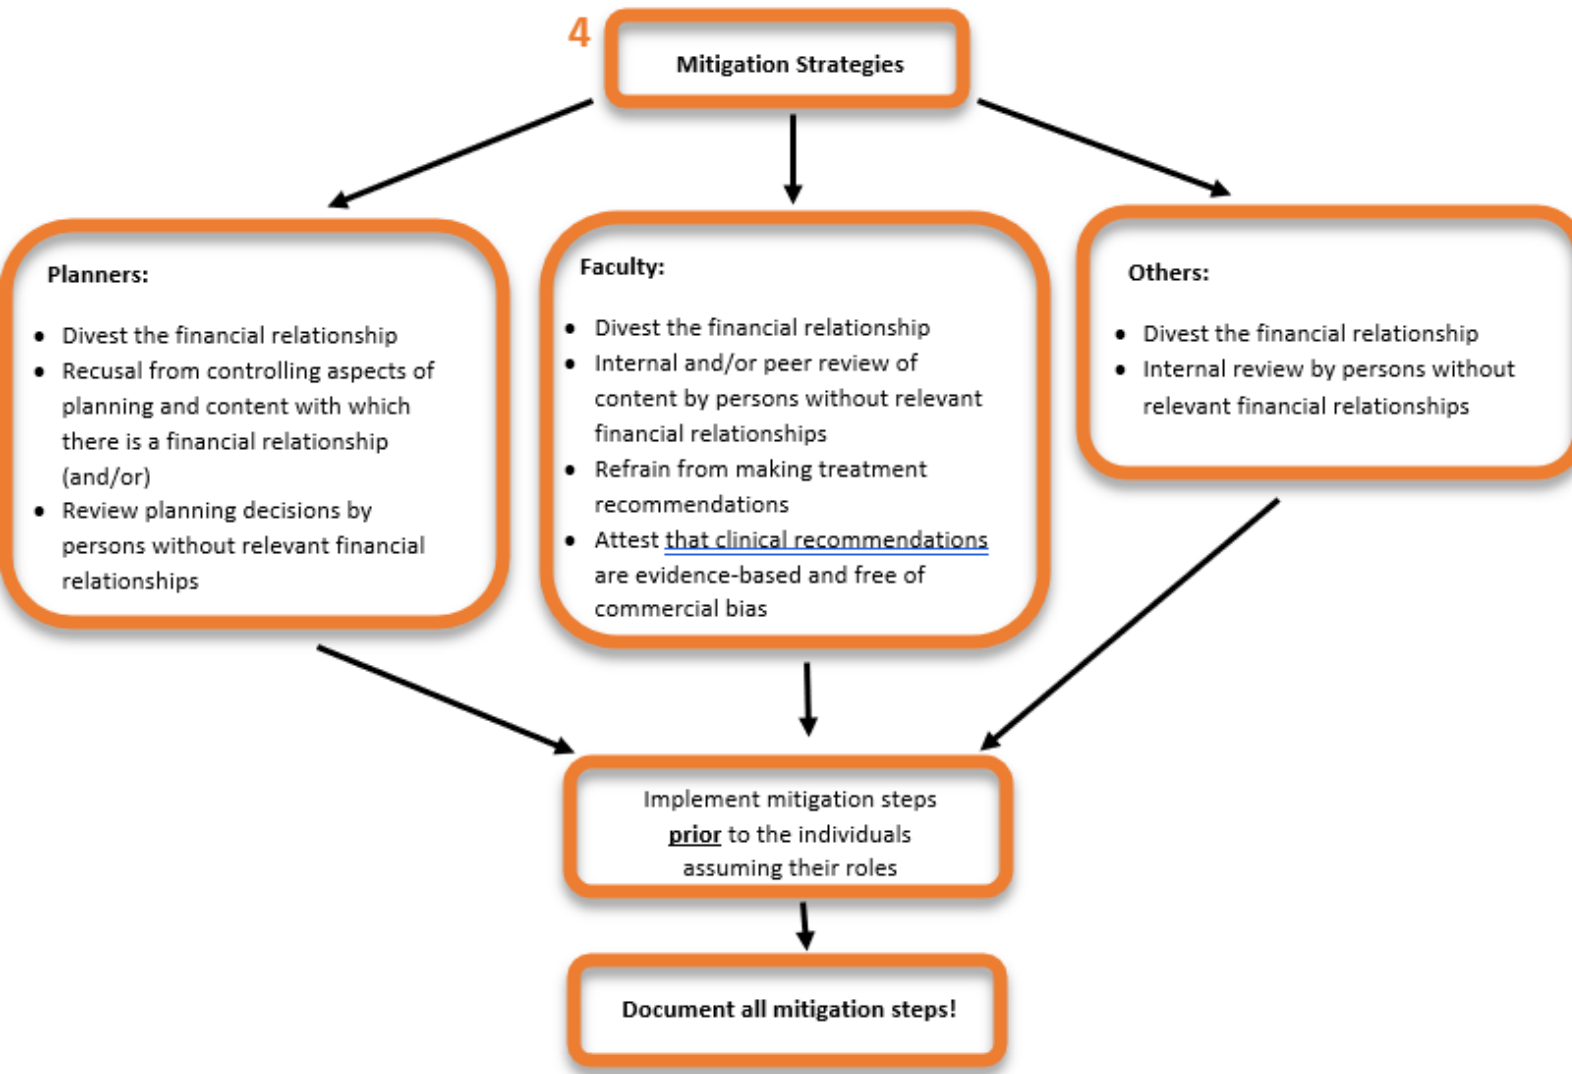 4
Mitigation Strategies
Planners:
• Divest the financial relationship
• Recusal from controlling aspects of
planning and content with which
there is a financial relationship
(and/or)
• Review planning decisions by
persons without relevant financial
relationships
Faculty:
• Divest the financial relationship
• Internal and/or peer review of
content by persons without relevant
financial relationships
• Refrain from making treatment
recommendations
• Attest that clinical recommendations
are evidence-based and free of
commercial bias
Others:
• Divest the financial relationship
• Internal review by persons without
relevant financial relationships
Implement mitigation steps
prior to the individuals
assuming their roles
Document all mitigation steps!